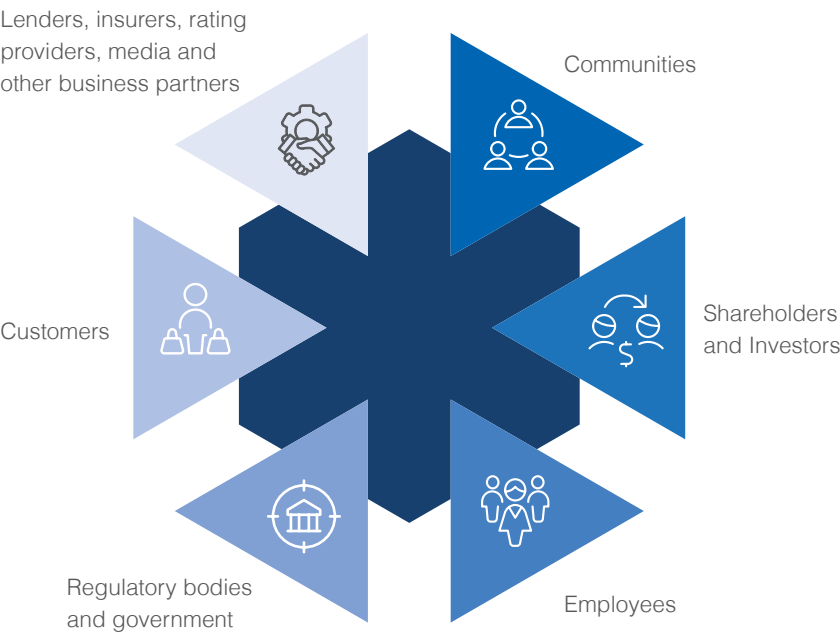 Lenders, insurers, rating
providers, media and
other business partners
Communities
Shareholders
and Investors
Employees
Regulatory bodies
and government
Customers